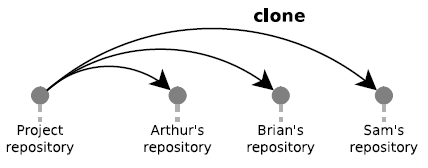 clone
Project
repository
Arthur's
repository
Brian's
repository
Sam's
repository